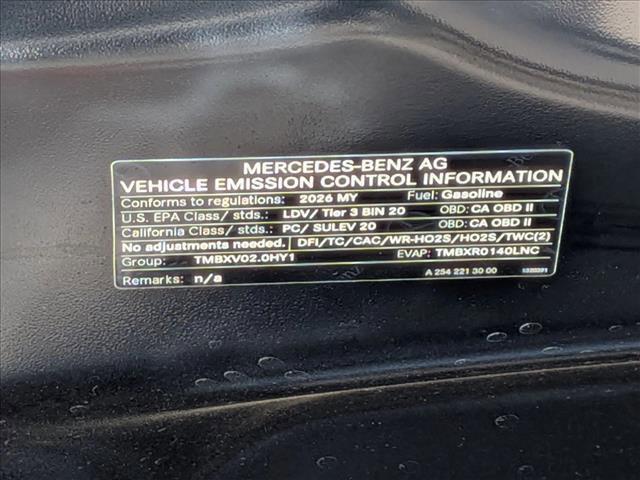 MERCEDES-BENZ AG
VEHICLE EMISSION CONTROL INFORMATION
Conforms to regulations: 2026 MY Fuel: Gasoline
U.S. EPA Class/ stds.: LDV/ Tier 3 BIN 20 OBD: CA OBD II
California Class/ stds.: PC/ SULEV 20 OBD: CA OBD II
No adjustments needed. DFI/TC/CAC/WR-HO2S/HO2S/TWC(2)
Group: TMBXV02.0HY1 EVAP: TMBXR0140LNC
Remarks: n/a A 254 221 30 00